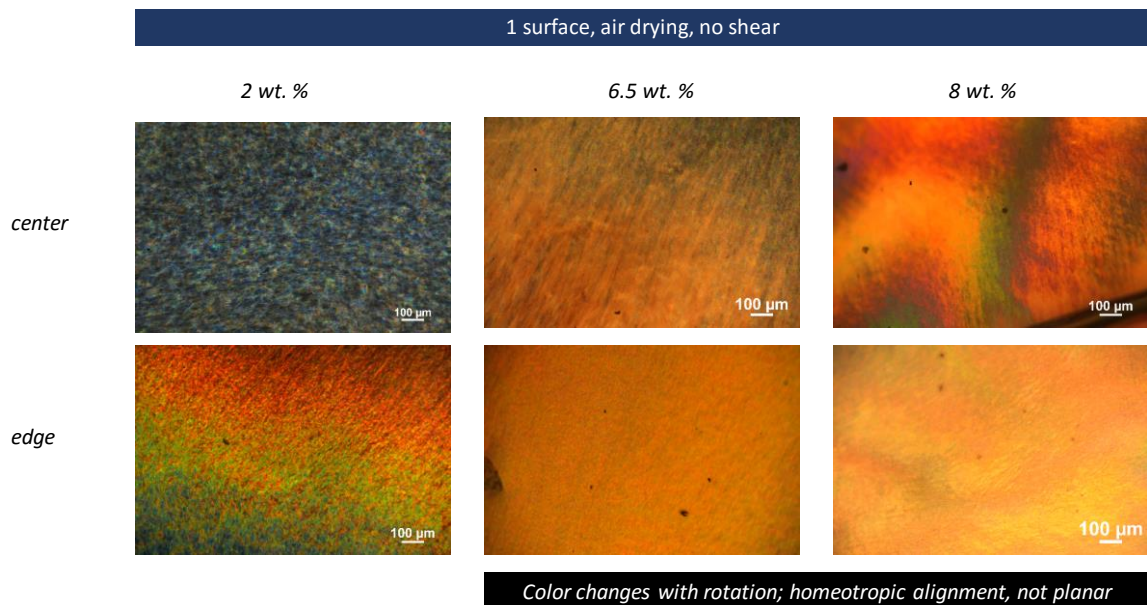 1 surface, air drying, no shear
2 wt. %
6.5 wt. %
8 wt. %
center
100 µm
100 µm
100 µm
edge
100 µm
100 µm
100 µm
Color changes with rotation; homeotropic alignment, not planar